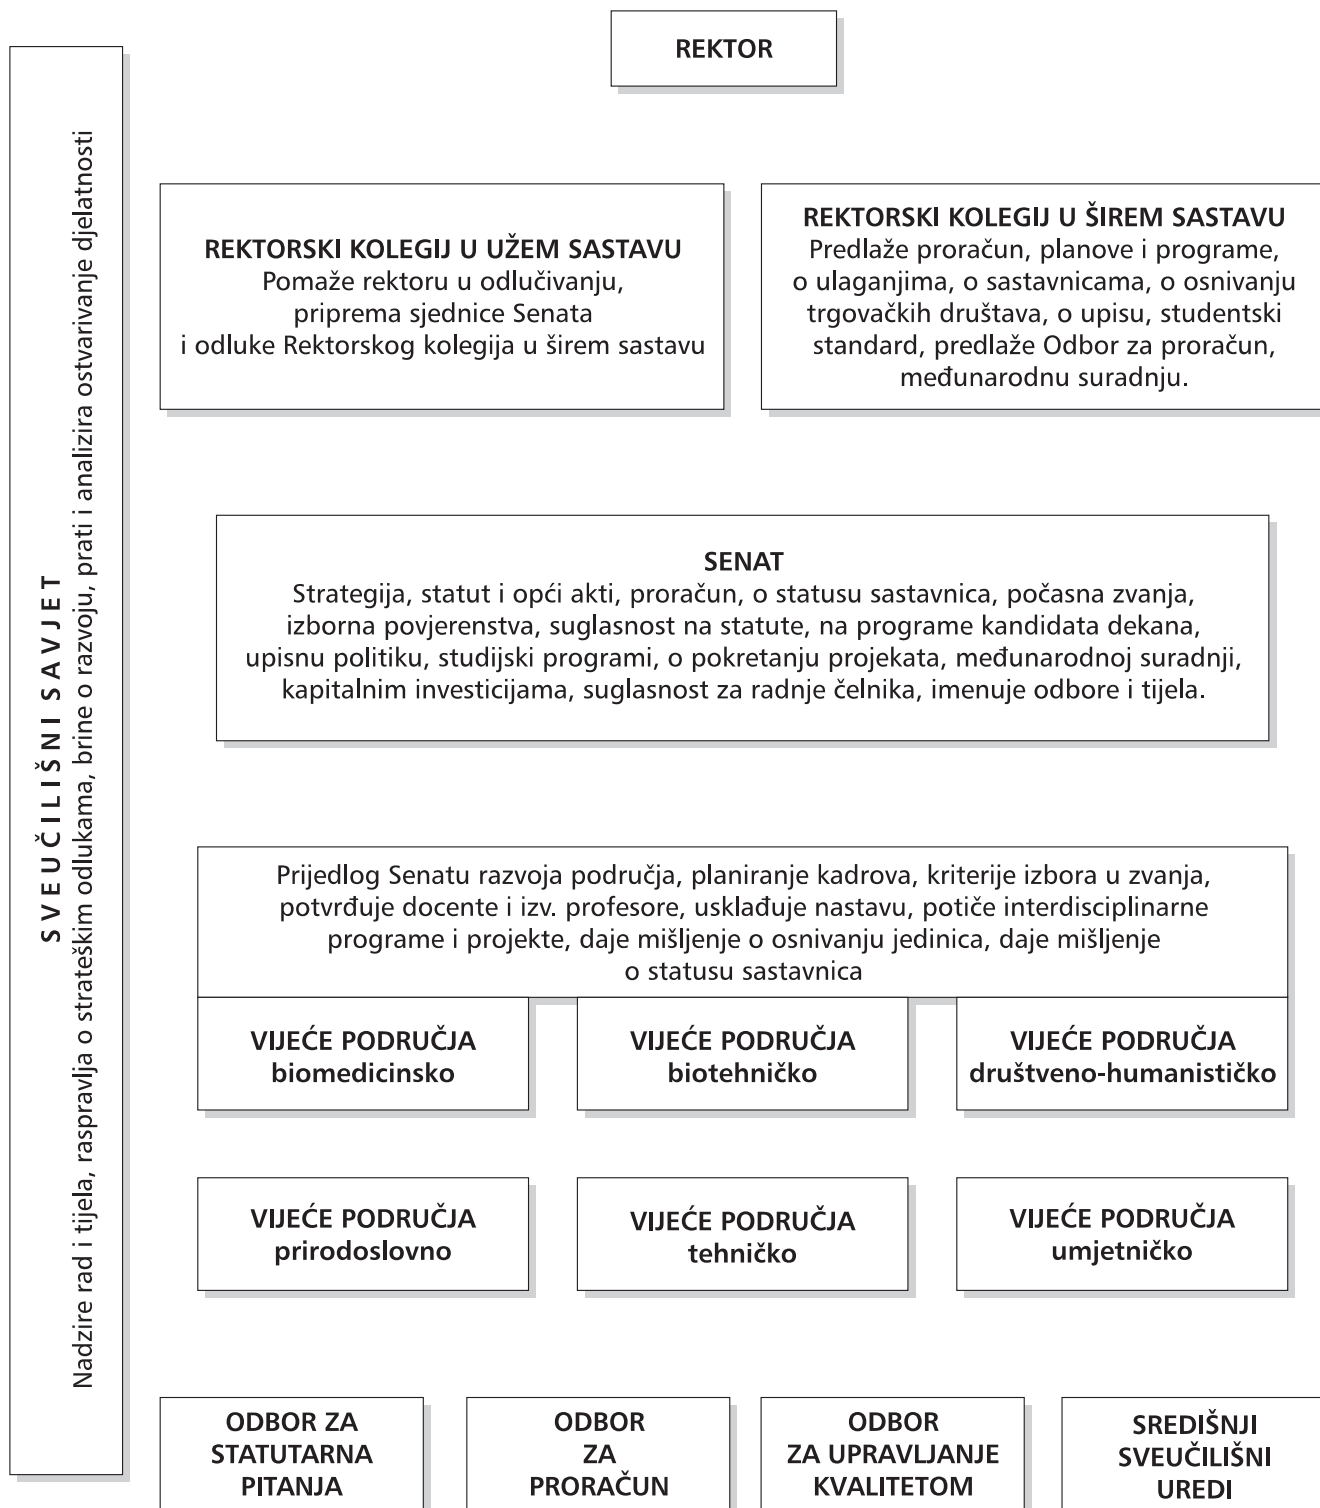 REKTOR
SVEUČILIŠNI SAVJET
Nadzire rad i tijela, raspravlja o strateškim odlukama, brine o razvoju, prati i analizira ostvarivanje djelatnosti
REKTORSKI KOLEGIJ U UŽEM SASTAVU
Pomaže rektoru u odlučivanju,
priprema sjednice Senata
i odluke Rektorskog kolegija u širem sastavu
REKTORSKI KOLEGIJ U ŠIREM SASTAVU
Predlaže proračun, planove i programe,
o ulaganjima, o sastavnicama, o osnivanju
trgovačkih društava, o upisu, studentski
standard, predlaže Odbor za proračun,
međunarodnu suradnju.
SENAT
Strategija, statut i opći akti, proračun, o statusu sastavnica, počasna zvanja,
izborna povjerenstva, suglasnost na statute, na programe kandidata dekana,
upisnu politiku, studijski programi, o pokretanju projekata, međunarodnoj suradnji,
kapitalnim investicijama, suglasnost za radnje čelnika, imenuje odbore i tijela.
Prijedlog Senatu razvoja područja, planiranje kadrova, kriterije izbora u zvanja,
potvrđuje docente i izv. profesore, usklađuje nastavu, potiče interdisciplinarne
programe i projekte, daje mišljenje o osnivanju jedinica, daje mišljenje
o statusu sastavnica
VIJEĆE PODRUČJA
biomedicinsko
VIJEĆE PODRUČJA
biotehničko
VIJEĆE PODRUČJA
društveno-humanističko
VIJEĆE PODRUČJA
prirodoslovno
VIJEĆE PODRUČJA
tehničko
VIJEĆE PODRUČJA
umjetničko
ODBOR ZA
STATUTARNA
PITANJA
ODBOR
ZA
PRORAČUN
ODBOR
ZA UPRAVLJANJE
KVALITETOM
SREDIŠNJI
SVEUČILIŠNI
UREDI